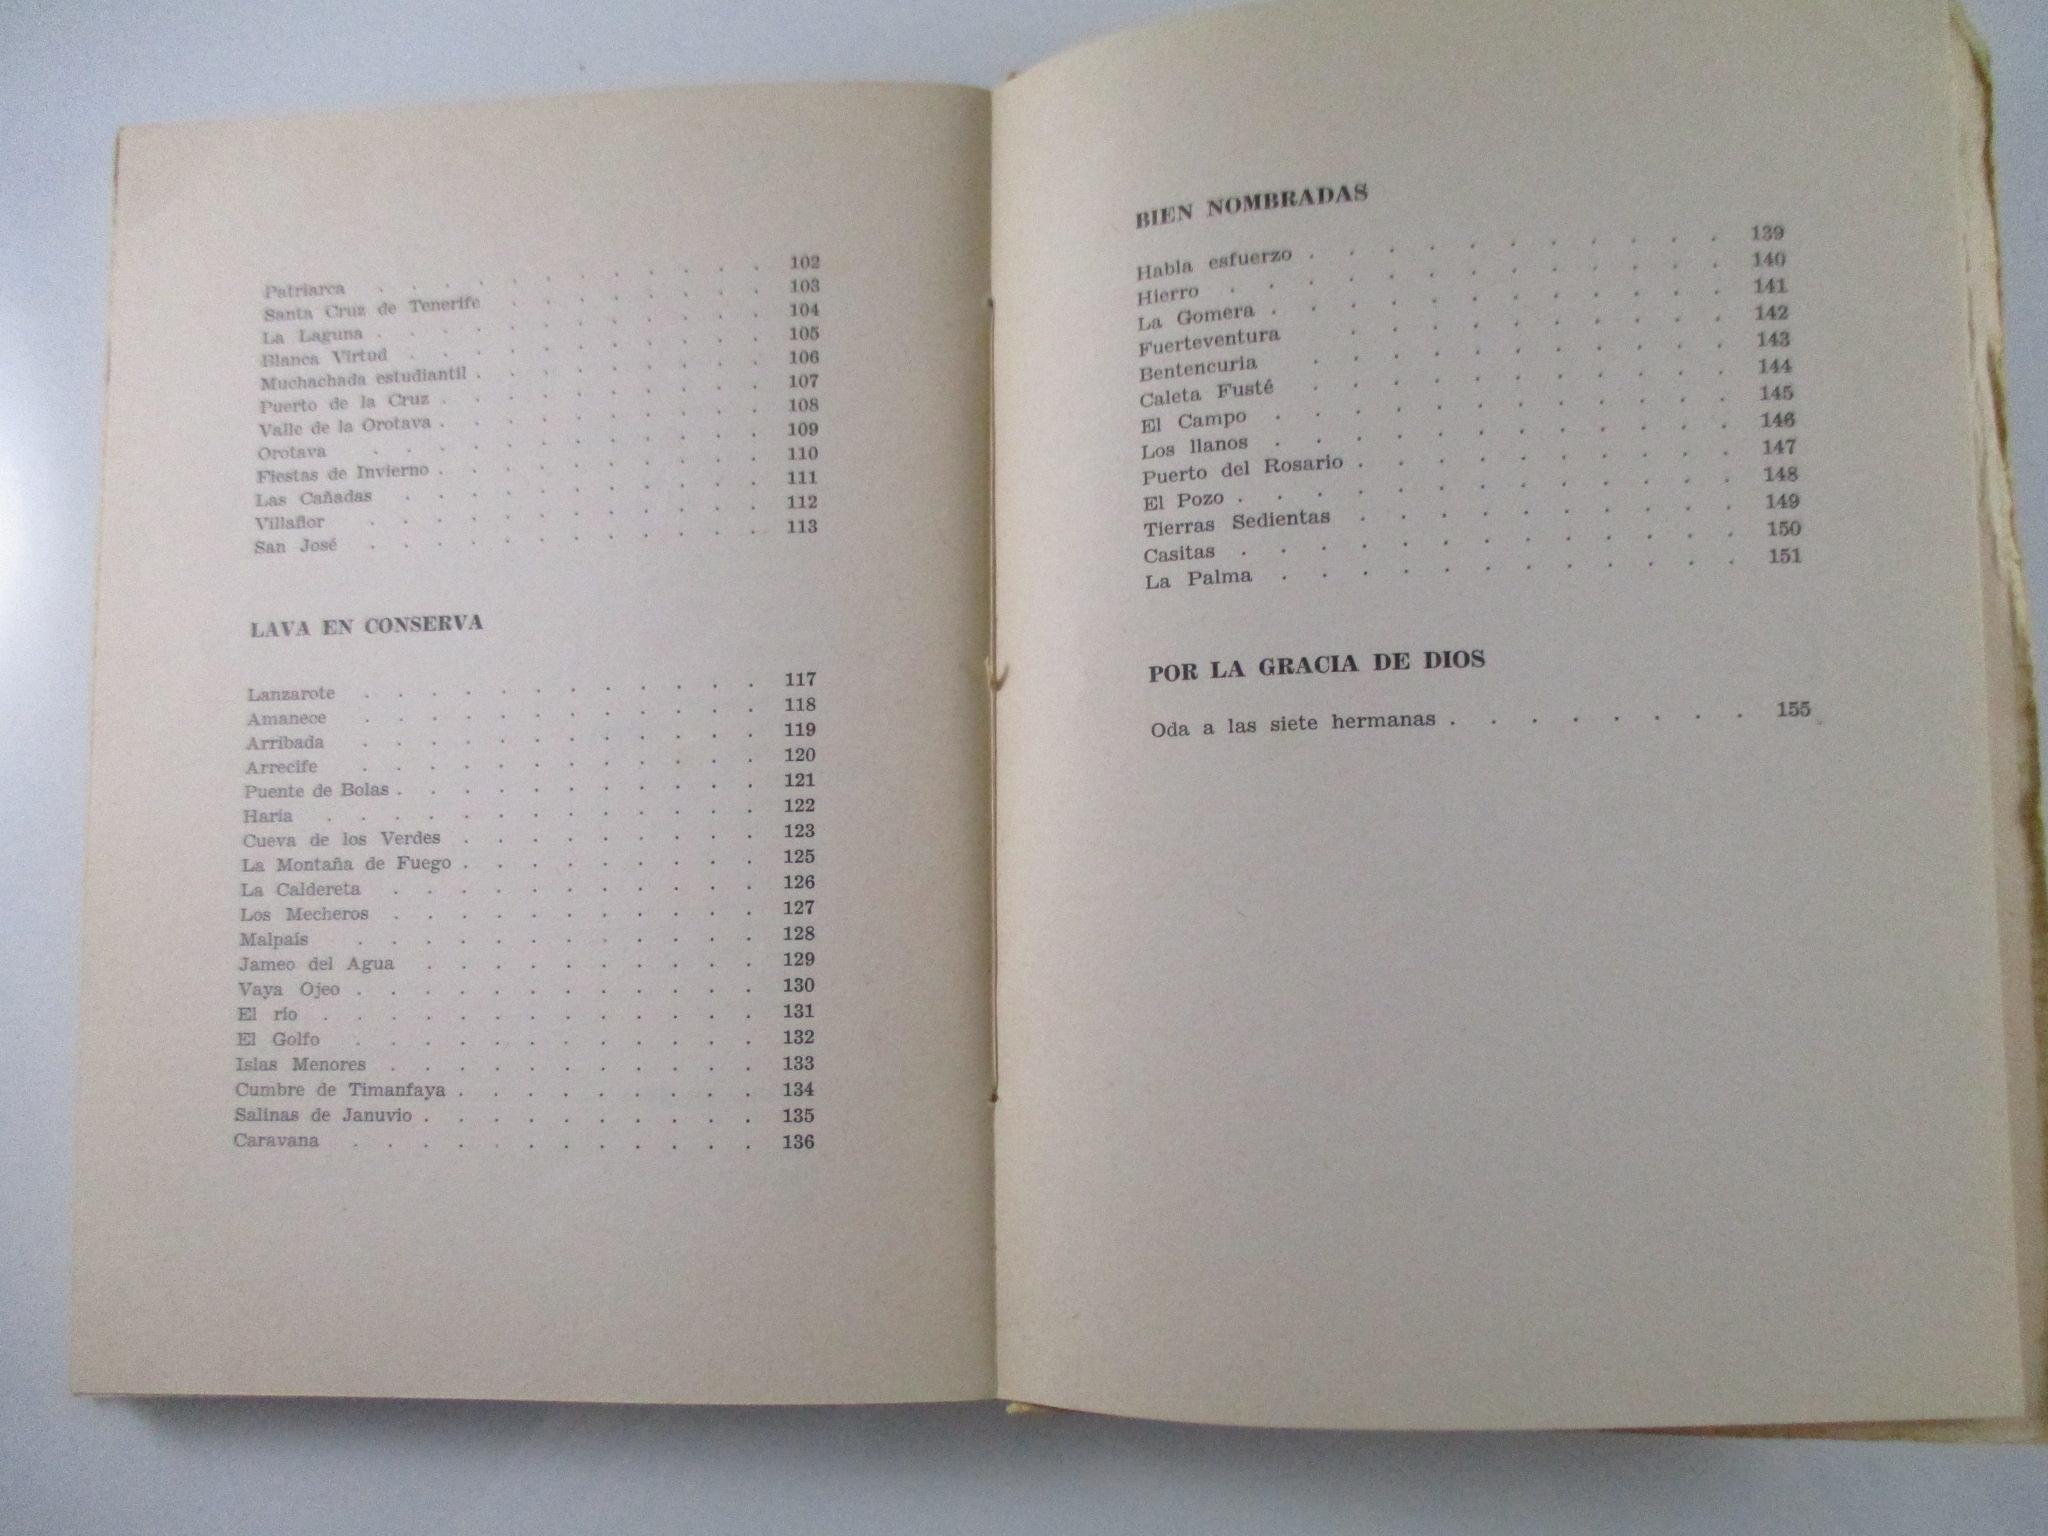 Patriarca . . . . . . . . . . . 102
Santa Cruz de Tenerife . . . . . . . 103
La Laguna . . . . . . . . . . . 104
Blanca Virtud . . . . . . . . . . 105
Muchachada estudiantil . . . . . . . . 106
Puerto de la Cruz . . . . . . . . . 107
Valle de la Orotava . . . . . . . . . 108
Orotava . . . . . . . . . . . 109
Fiestas de Invierno . . . . . . . . . 110
Las Cañadas . . . . . . . . . . 111
Villaflor . . . . . . . . . . . 112
San José . . . . . . . . . . . 113
LAVA EN CONSERVA
Lanzarote . . . . . . . . . . . 117
Amanece . . . . . . . . . . . 118
Arribada . . . . . . . . . . . 119
Arrecife . . . . . . . . . . . 120
Puente de Bolas . . . . . . . . . . 121
Haría . . . . . . . . . . . . 122
Cueva de los Verdes . . . . . . . . 123
La Montaña de Fuego . . . . . . . . 125
La Caldereta . . . . . . . . . . 126
Los Mecheros . . . . . . . . . . 127
Malpaís . . . . . . . . . . . 128
Jameo del Agua . . . . . . . . . 129
Vaya Ojeo . . . . . . . . . . . 130
El río . . . . . . . . . . . . 131
El Golfo . . . . . . . . . . . 132
Islas Menores . . . . . . . . . . 133
Cumbre de Timanfaya . . . . . . . . 134
Salinas de Januvio . . . . . . . . . 135
Caravana . . . . . . . . . . . 136
BIEN NOMBRADAS
Habla esfuerzo . . . . . . . . . . 139
Hierro . . . . . . . . . . . . 140
La Gomera . . . . . . . . . . . 141
Fuerteventura . . . . . . . . . . 142
Bentencuria . . . . . . . . . . 143
Caleta Fusté . . . . . . . . . . 144
El Campo . . . . . . . . . . . 145
Los llanos . . . . . . . . . . . 146
Puerto del Rosario . . . . . . . . . 147
El Pozo . . . . . . . . . . . . 148
Tierras Sedientas . . . . . . . . . 149
Casitas . . . . . . . . . . . . 150
La Palma . . . . . . . . . . . 151
POR LA GRACIA DE DIOS
Oda a las siete hermanas . . . . . . . . 155